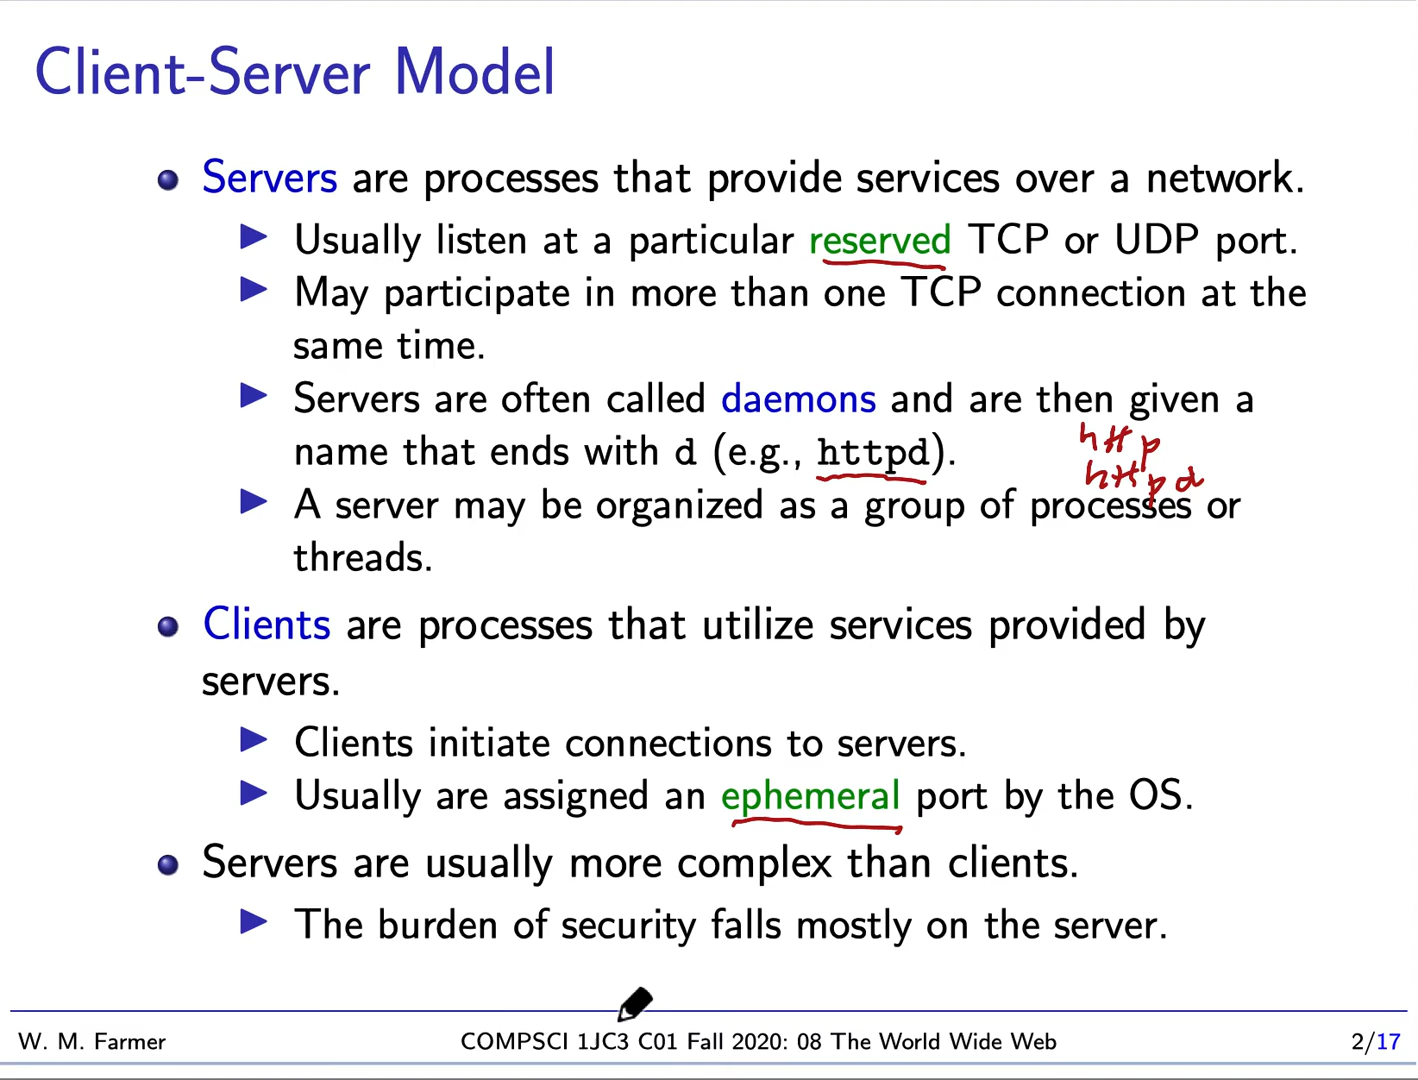 Client-Server Model
Servers are processes that provide services over a network.
Usually listen at a particular reserved TCP or UDP port.
May participate in more than one TCP connection at the
same time.
Servers are often called daemons and are then given a
name that ends with d (e.g., httpd).
http
httpd
A server may be organized as a group of processes or
threads.
Clients are processes that utilize services provided by
servers.
Clients initiate connections to servers.
Usually are assigned an ephemeral port by the OS.
Servers are usually more complex than clients.
The burden of security falls mostly on the server.
W. M. Farmer COMPSCI 1JC3 C01 Fall 2020: 08 The World Wide Web 2/17